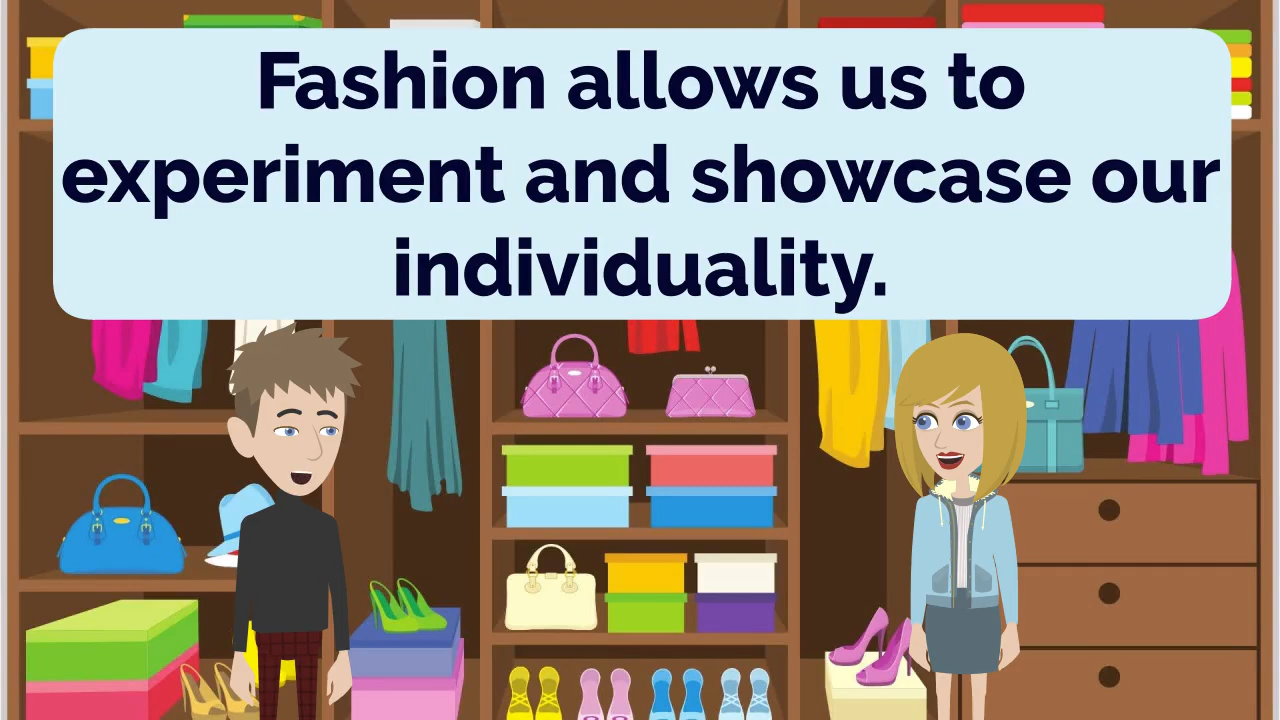 Fashion allows us to
experiment and showcase our
individuality.